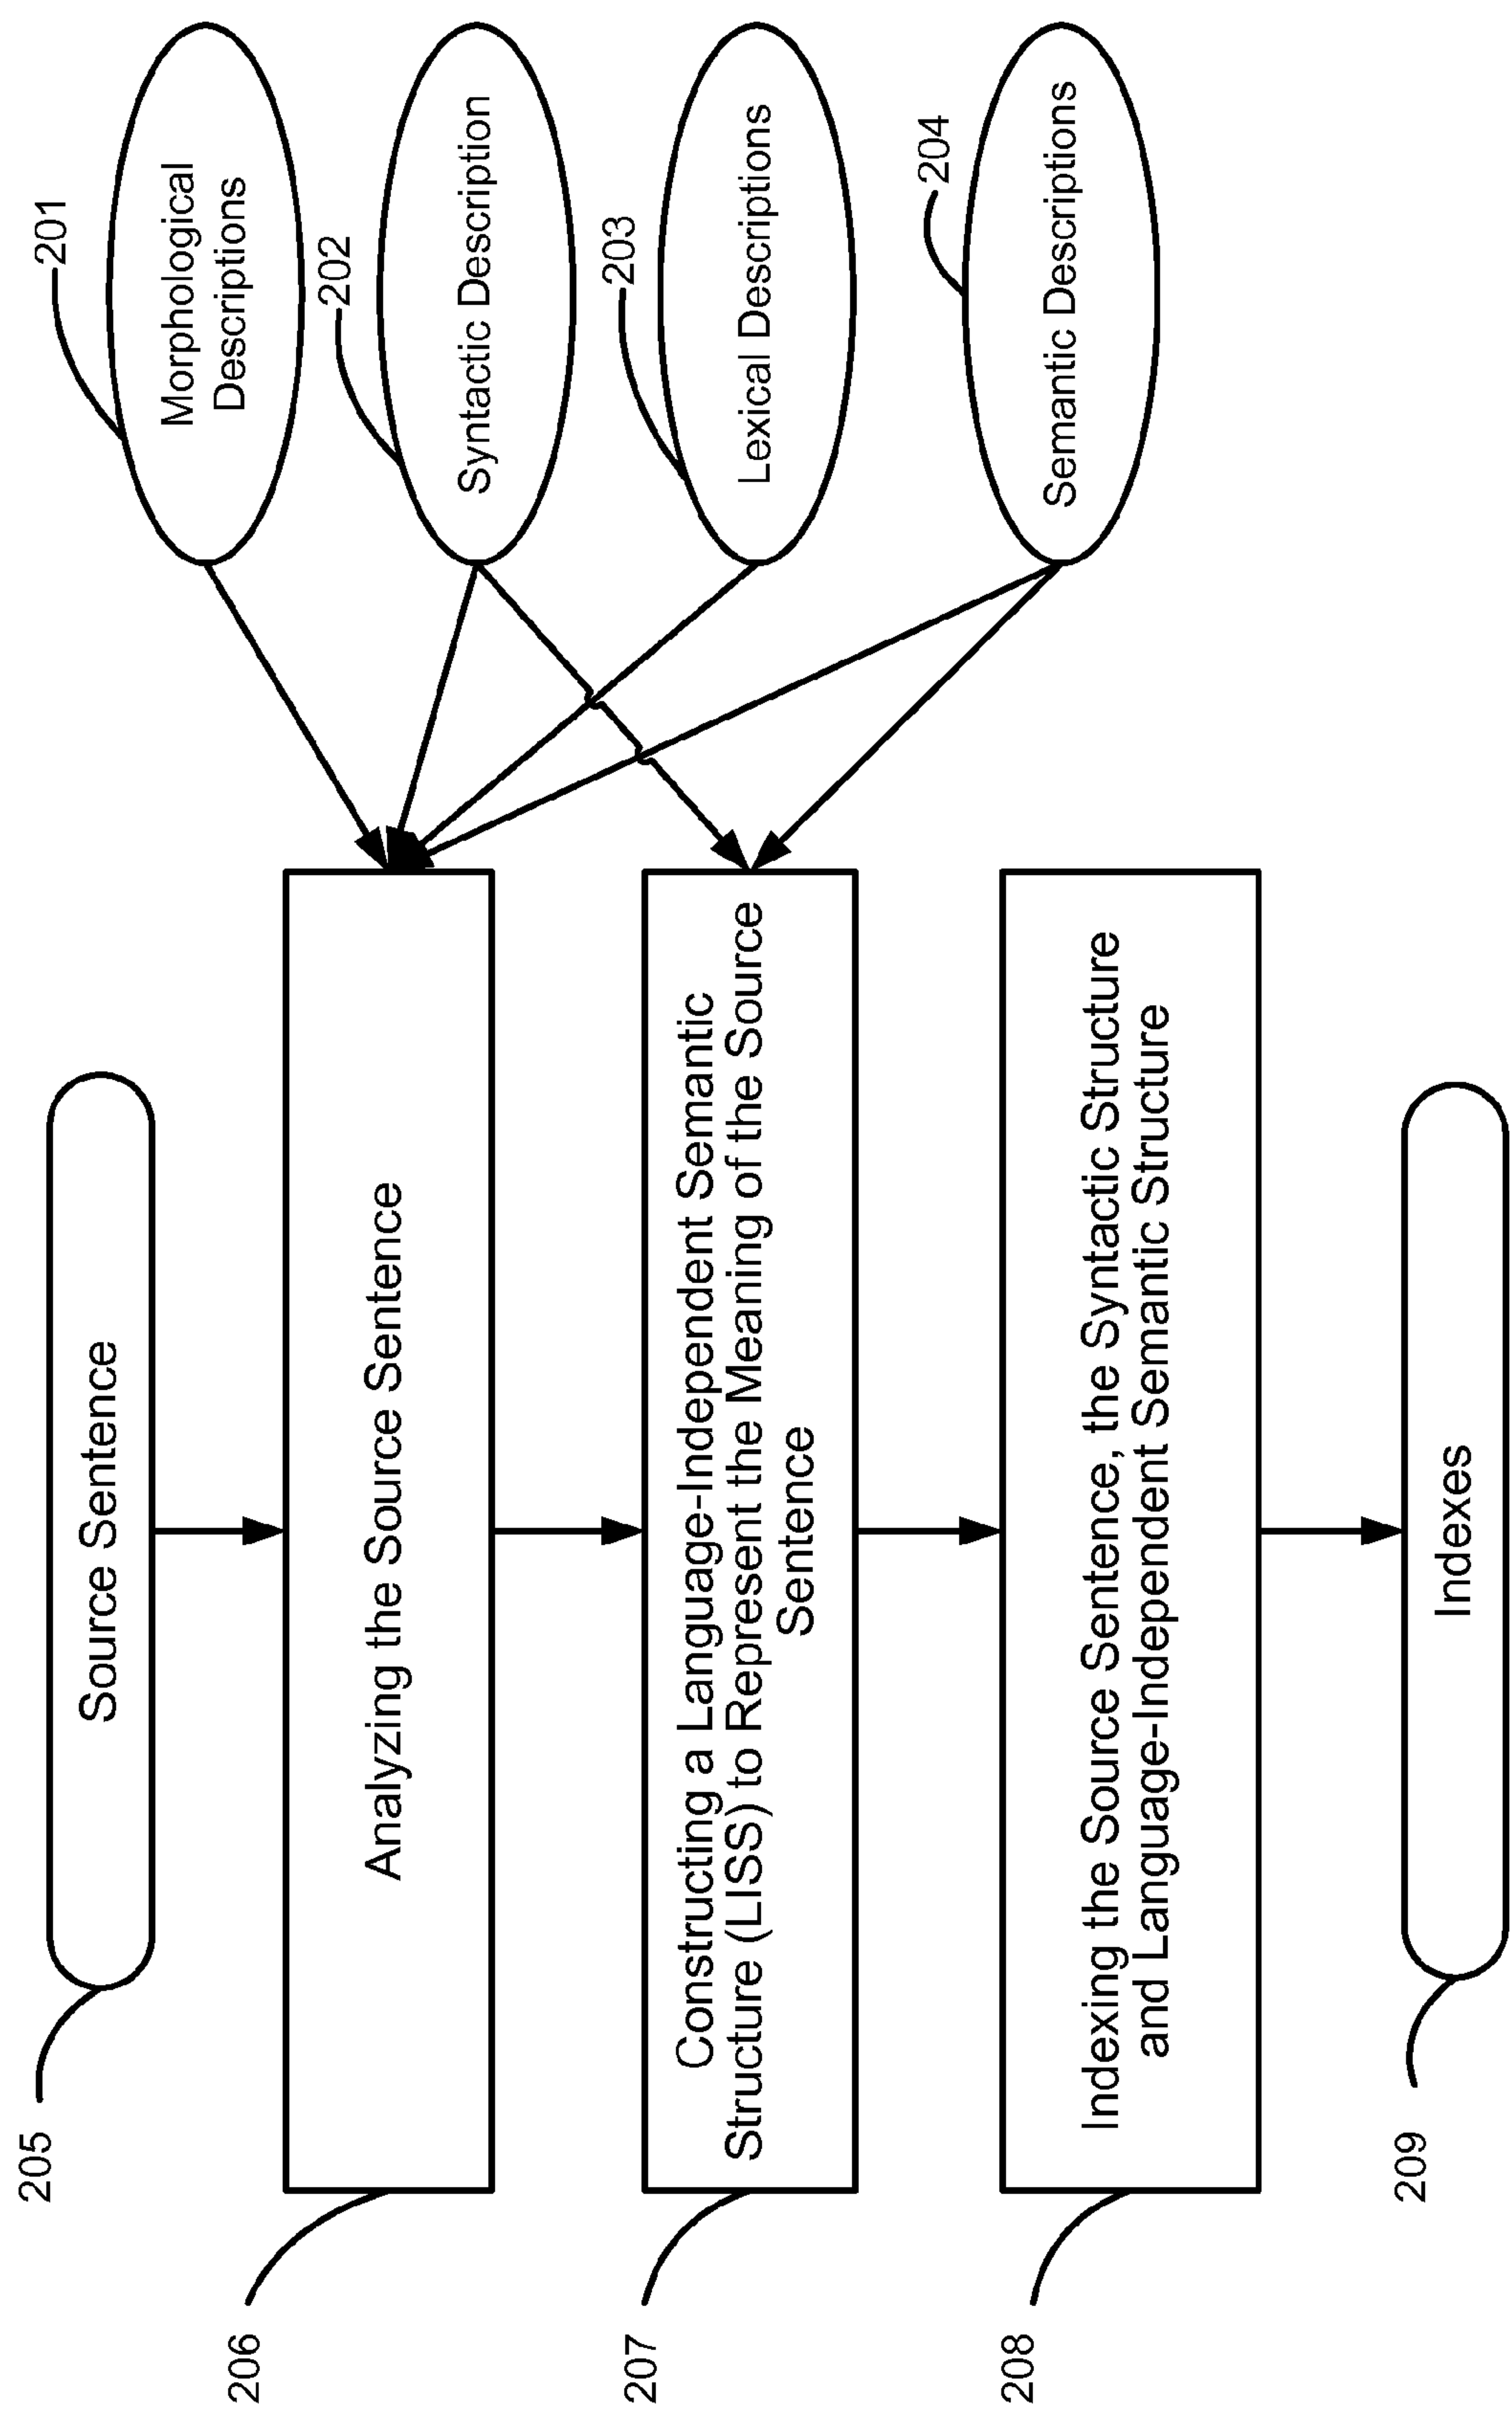 205
Source Sentence
206
Analyzing the Source Sentence
207
Constructing a Language-Independent Semantic
Structure (LISS) to Represent the Meaning of the Source
Sentence
208
Indexing the Source Sentence, the Syntactic Structure
and Language-Independent Semantic Structure
209
Indexes
201
Morphological
Descriptions
202
Syntactic Description
203
Lexical Descriptions
204
Semantic Descriptions